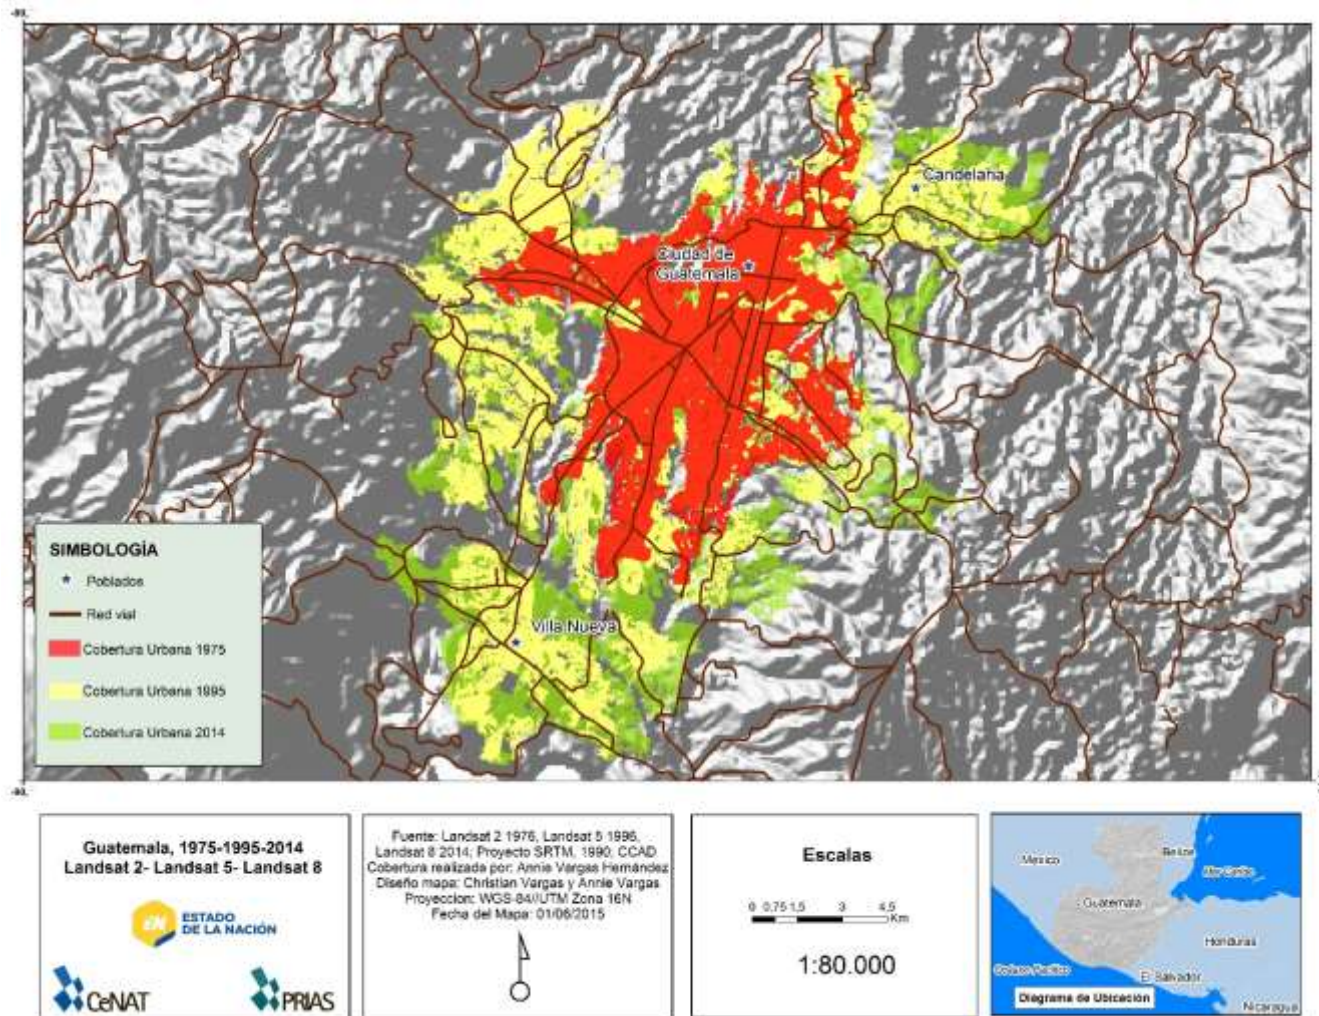 Candelaria
Ciudad de
Guatemala
Villa Nueva
SIMBOLOGÍA
Poblados
Red vial
Cobertura Urbana 1975
Cobertura Urbana 1995
Cobertura Urbana 2014
Guatemala, 1975-1995-2014
Landsat 2- Landsat 5- Landsat 8
EN
ESTADO
DE LA NACIÓN
CeNAT
PRIAS
Fuente: Landsat 2 1976, Landsat 5 1996,
Landsat 8 2014; Proyecto SRTM, 1990; CCAD
Cobertura realizada por: Annie Vargas Hernández
Diseño mapa: Christian Vargas y Annie Vargas
Proyeccion: WGS-84//UTM Zona 16N
Fecha del Mapa: 01/06/2015
Escalas
0 0,75 1,5 3 4,5
Km
1:80.000
Mexico
Belize
Mar Caribe
Guatemala
Honduras
Océano Pacífico
El Salvador
Nicaragua
Diagrama de Ubicación